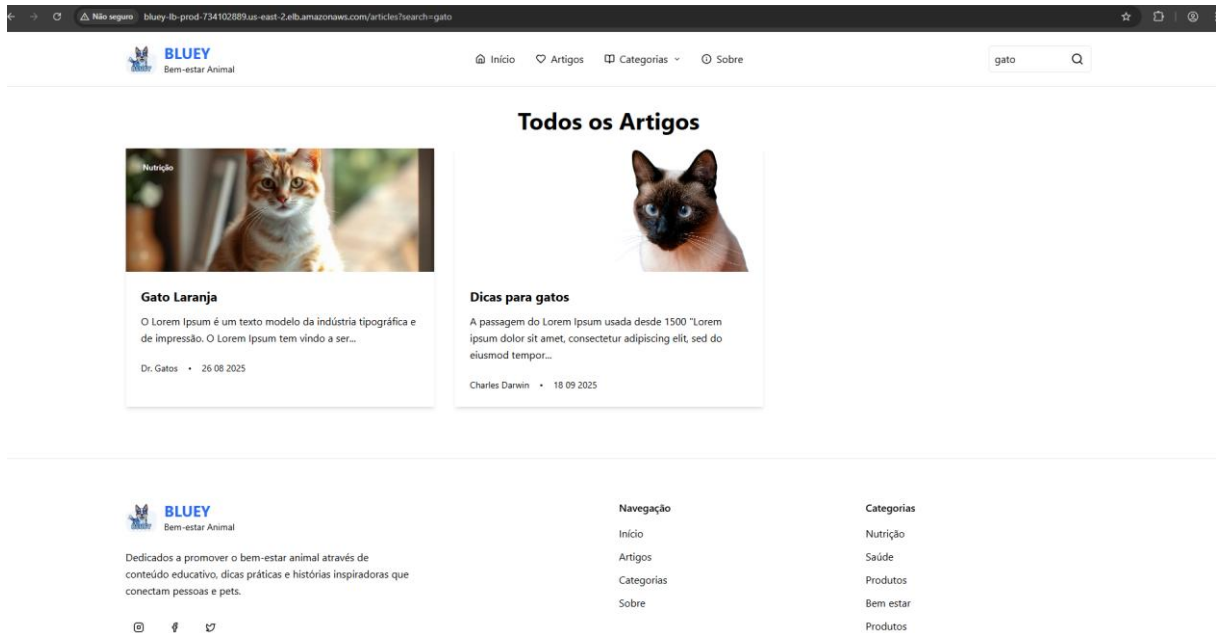 Não seguro bluey-lb-prod-734102889.us-east-2.elb.amazonaws.com/articles?search=gato
BLUEY
Bem-estar Animal
Início Artigos Categorias Sobre
gato
Todos os Artigos
Nutrição
Gato Laranja
O Lorem Ipsum é um texto modelo da indústria tipográfica e
de impressão. O Lorem Ipsum tem vindo a ser...
Dr. Gatos • 26 08 2025
Dicas para gatos
A passagem do Lorem Ipsum usada desde 1500 "Lorem
ipsum dolor sit amet, consectetur adipiscing elit, sed do
eiusmod tempor...
Charles Darwin • 18 09 2025
BLUEY
Bem-estar Animal
Dedicados a promover o bem-estar animal através de
conteúdo educativo, dicas práticas e histórias inspiradoras que
conectam pessoas e pets.
Navegação
Início
Artigos
Categorias
Sobre
Categorias
Nutrição
Saúde
Produtos
Bem estar
Produtos